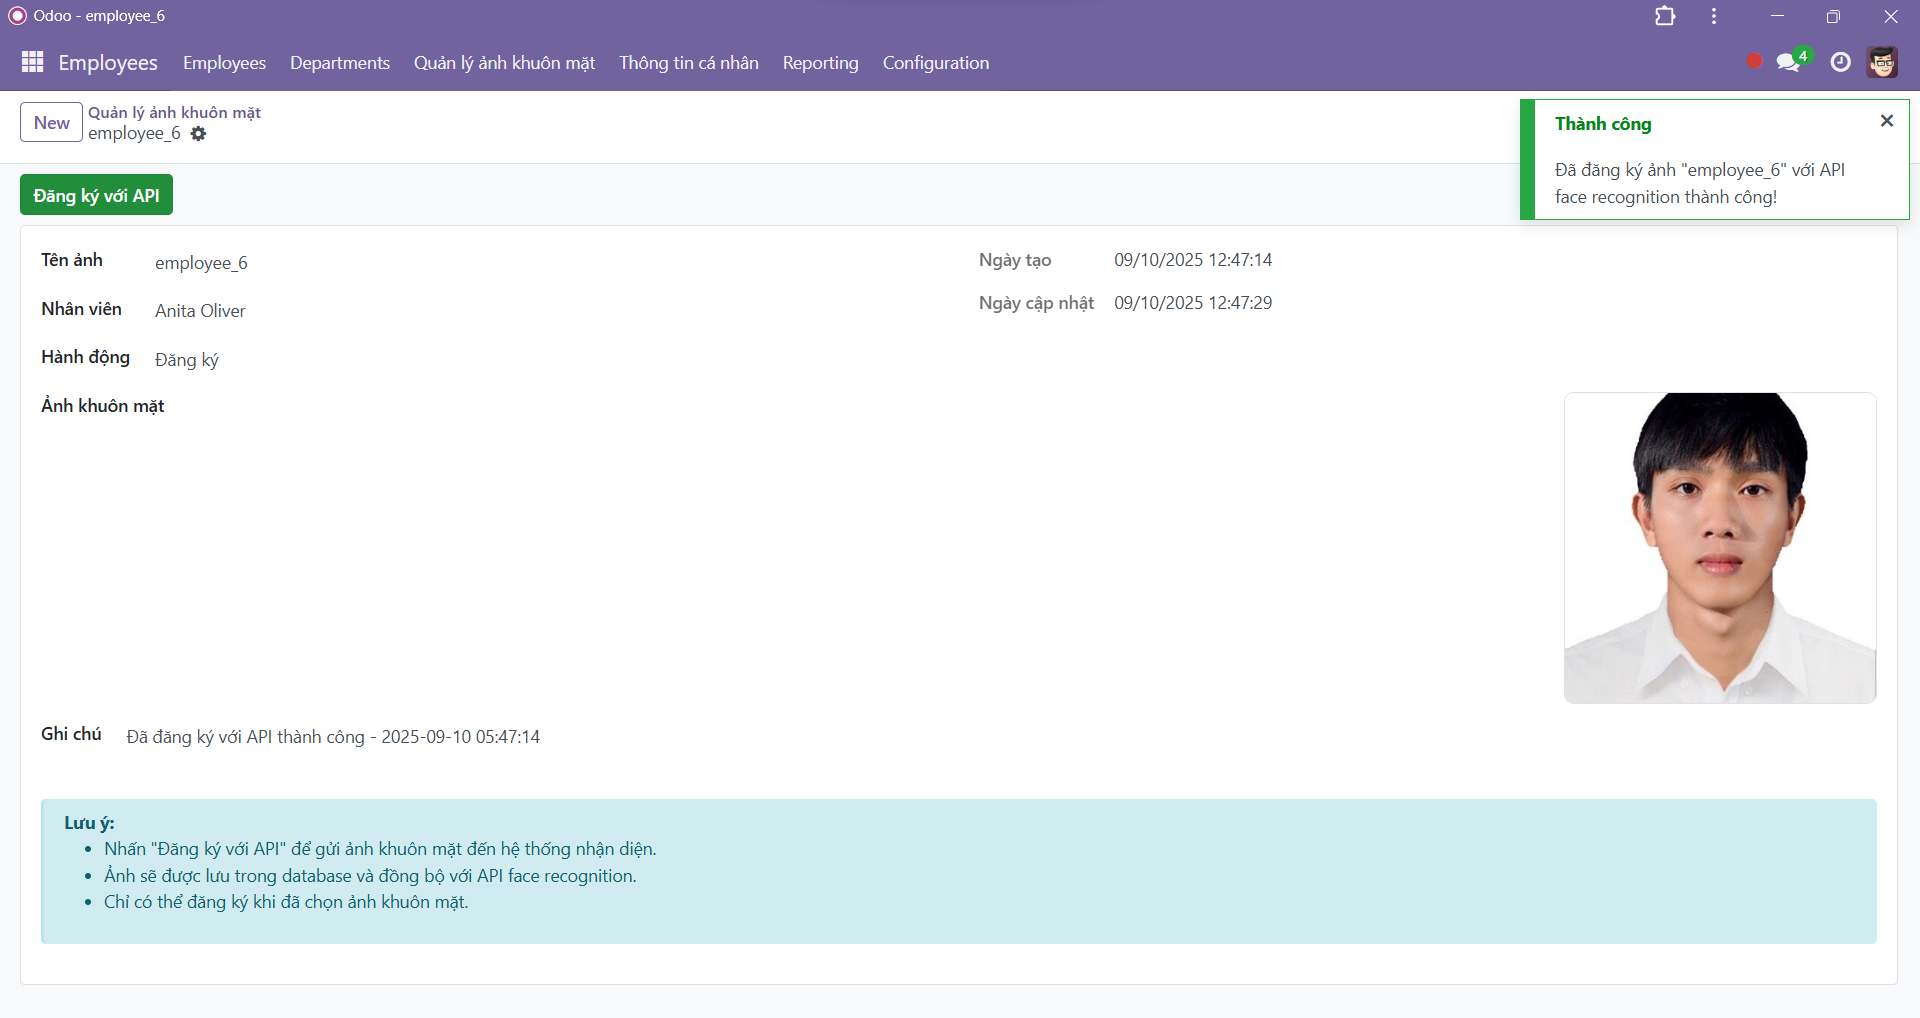 Odoo - employee_6
Employees Employees Departments Quản lý ảnh khuôn mặt Thông tin cá nhân Reporting Configuration 4
New
Quản lý ảnh khuôn mặt
employee_6
Thành công
Đã đăng ký ảnh "employee_6" với API
face recognition thành công!
Đăng ký với API
Tên ảnh employee_6
Nhân viên Anita Oliver
Hành động Đăng ký
Ngày tạo 09/10/2025 12:47:14
Ngày cập nhật 09/10/2025 12:47:29
Ảnh khuôn mặt
Ghi chú Đã đăng ký với API thành công - 2025-09-10 05:47:14
Lưu ý:
• Nhấn "Đăng ký với API" để gửi ảnh khuôn mặt đến hệ thống nhận diện.
• Ảnh sẽ được lưu trong database và đồng bộ với API face recognition.
• Chỉ có thể đăng ký khi đã chọn ảnh khuôn mặt.